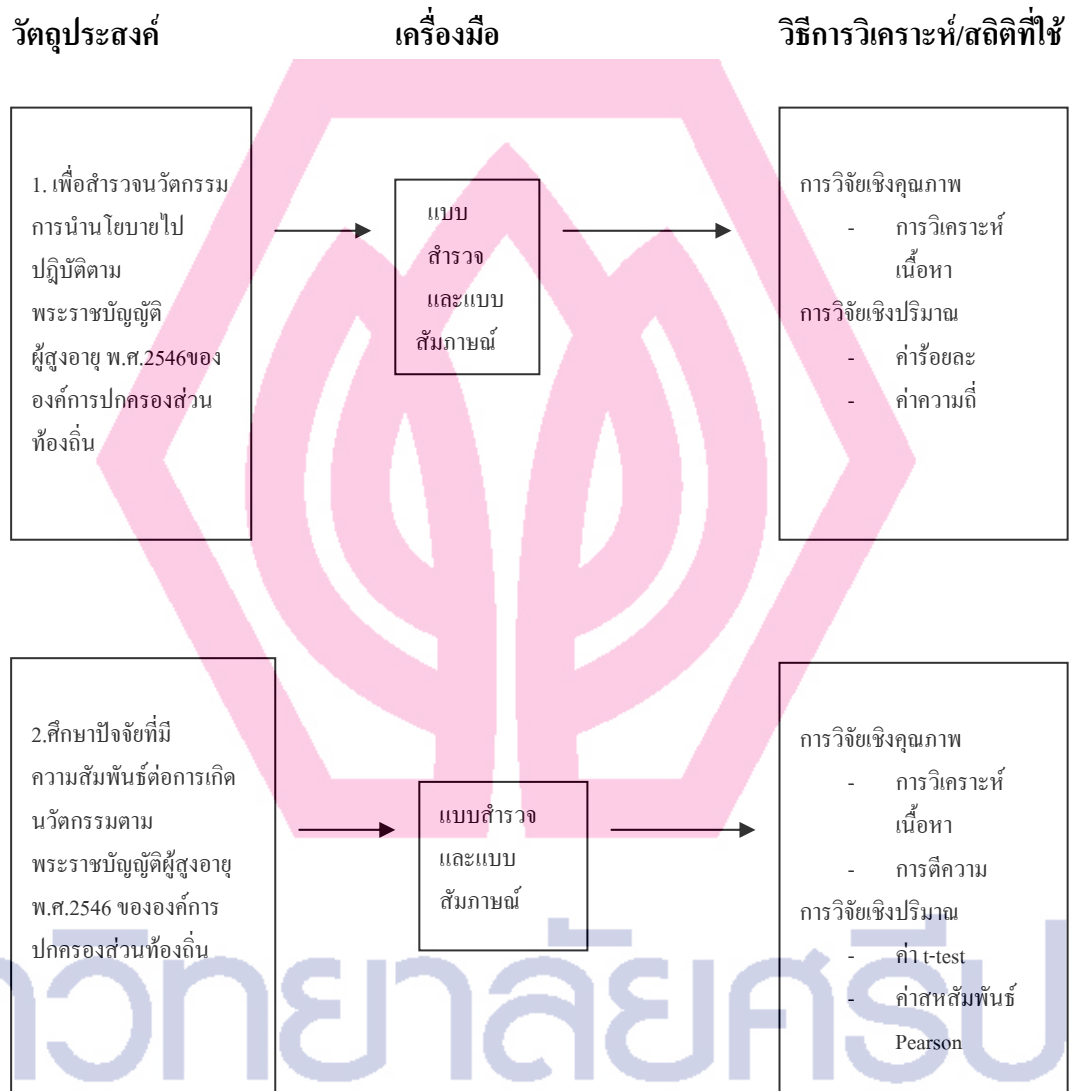 วัตถุประสงค์ เครื่องมือ วิธีการวิเคราะห์/สถิติที่ใช้
1. เพื่อสำรวจนวัตกรรม
การนำนโยบายไป
ปฎิบัติตาม
พระราชบัญญัติ
ผู้สูงอายุ พ.ศ.2546ของ
องค์การปกครองส่วน
ท้องถิ่น
แบบ
สำรวจ
และแบบ
สัมภาษณ์
การวิจัยเชิงคุณภาพ
- การวิเคราะห์
เนื้อหา
การวิจัยเชิงปริมาณ
- ค่าร้อยละ
- ค่าความถี่
2.ศึกษาปัจจัยที่มี
ความสัมพันธ์ต่อการเกิด
นวัตกรรมตาม
พระราชบัญญัติผู้สูงอายุ
พ.ศ.2546 ขององค์การ
ปกครองส่วนท้องถิ่น
แบบสำรวจ
และแบบ
สัมภาษณ์
การวิจัยเชิงคุณภาพ
- การวิเคราะห์
เนื้อหา
- การตีความ
การวิจัยเชิงปริมาณ
- ค่า t-test
- ค่าสหสัมพันธ์
Pearson
าวิทยาลัยศรีป